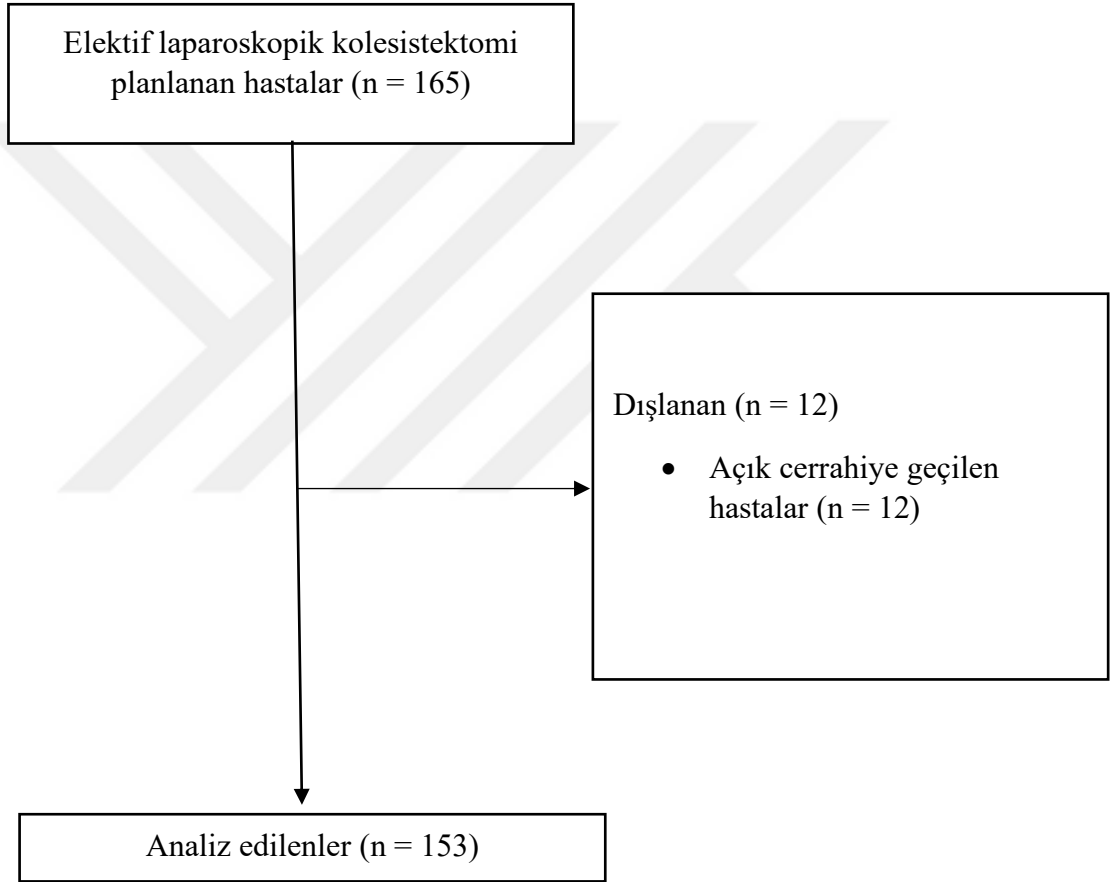 Elektif laparoskopik kolesistektomi
planlanan hastalar (n = 165)
Dışlanan (n = 12)
• Açık cerrahiye geçilen
hastalar (n = 12)
Analiz edilenler (n = 153)